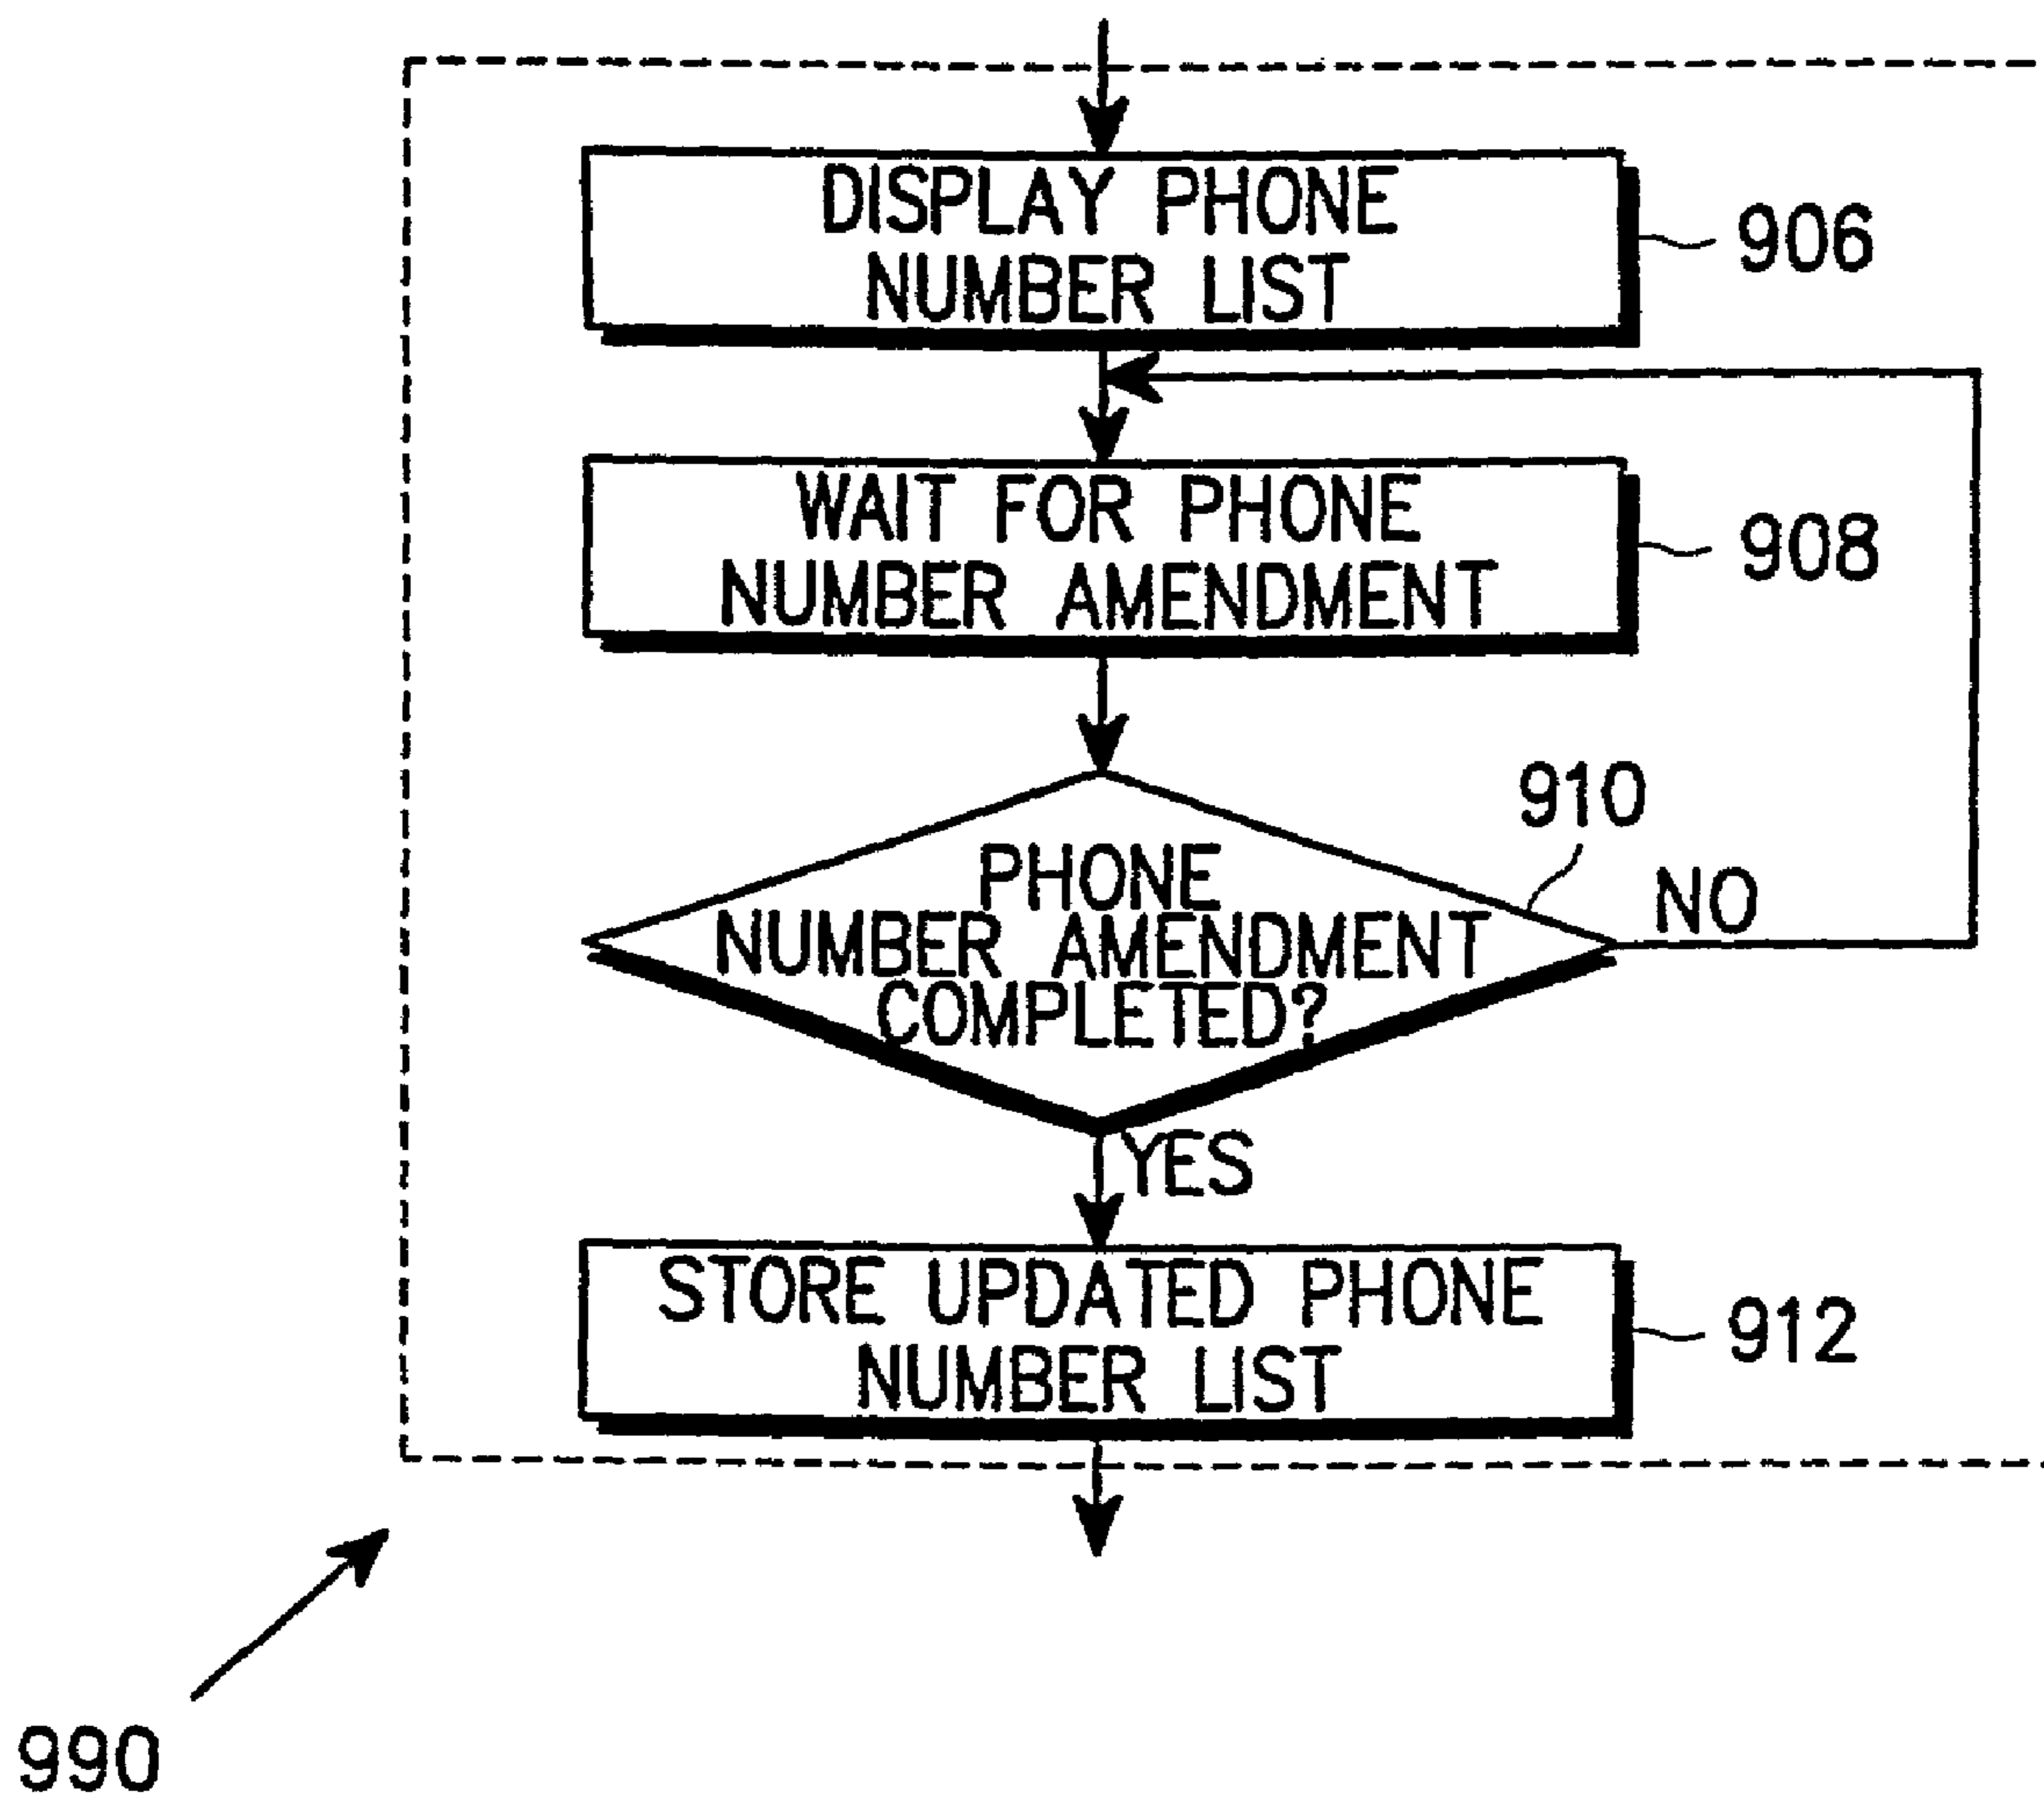 DISPLAY PHONE
NUMBER LIST
906
WAIT FOR PHONE
NUMBER AMENDMENT
908
910
PHONE
NUMBER AMENDMENT
COMPLETED?
NO
YES
STORE UPDATED PHONE
NUMBER LIST
912
990